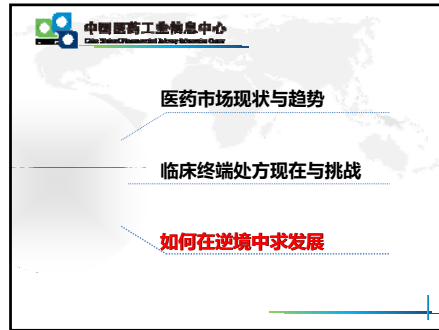 中国医药工业信息中心
医药市场现状与趋势
临床终端处方现在与挑战
如何在逆境中求发展